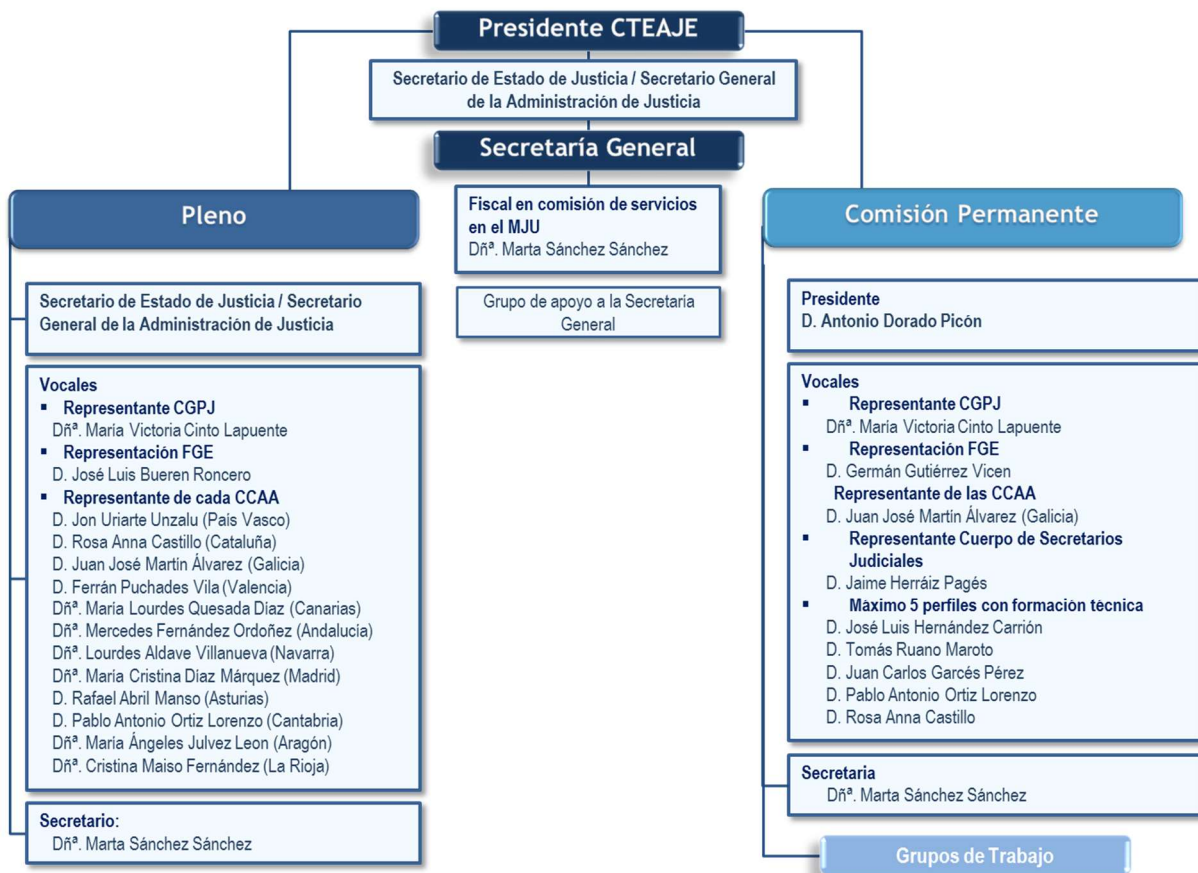 Presidente CTEAJE
Secretario de Estado de Justicia / Secretario General
de la Administración de Justicia
Secretaría General
Fiscal en comisión de servicios
en el MJU
Dñª. Marta Sánchez Sánchez
Grupo de apoyo a la Secretaría
General
Pleno
Secretario de Estado de Justicia / Secretario
General de la Administración de Justicia
Vocales
▪ Representante CGPJ
Dñª. María Victoria Cinto Lapuente
▪ Representación FGE
D. José Luis Bueren Roncero
▪ Representante de cada CCAA
D. Jon Uriarte Unzalu (País Vasco)
D. Rosa Anna Castillo (Cataluña)
D. Juan José Martín Álvarez (Galicia)
D. Ferrán Puchades Vila (Valencia)
Dñª. María Lourdes Quesada Díaz (Canarias)
Dñª. Mercedes Fernández Ordoñez (Andalucía)
Dñª. Lourdes Aldave Villanueva (Navarra)
Dñª. María Cristina Díaz Márquez (Madrid)
D. Rafael Abril Manso (Asturias)
D. Pablo Antonio Ortiz Lorenzo (Cantabria)
Dñª. María Ángeles Julvez Leon (Aragón)
Dñª. Cristina Maiso Fernández (La Rioja)
Secretario:
Dñª. Marta Sánchez Sánchez
Comisión Permanente
Presidente
D. Antonio Dorado Picón
Vocales
▪ Representante CGPJ
Dñª. María Victoria Cinto Lapuente
▪ Representación FGE
D. Germán Gutiérrez Vicen
Representante de las CCAA
D. Juan José Martín Álvarez (Galicia)
▪ Representante Cuerpo de Secretarios
Judiciales
D. Jaime Herráiz Pagés
▪ Máximo 5 perfiles con formación técnica
D. José Luis Hernández Carrión
D. Tomás Ruano Maroto
D. Juan Carlos Garcés Pérez
D. Pablo Antonio Ortiz Lorenzo
D. Rosa Anna Castillo
Secretaria
Dñª. Marta Sánchez Sánchez
Grupos de Trabajo